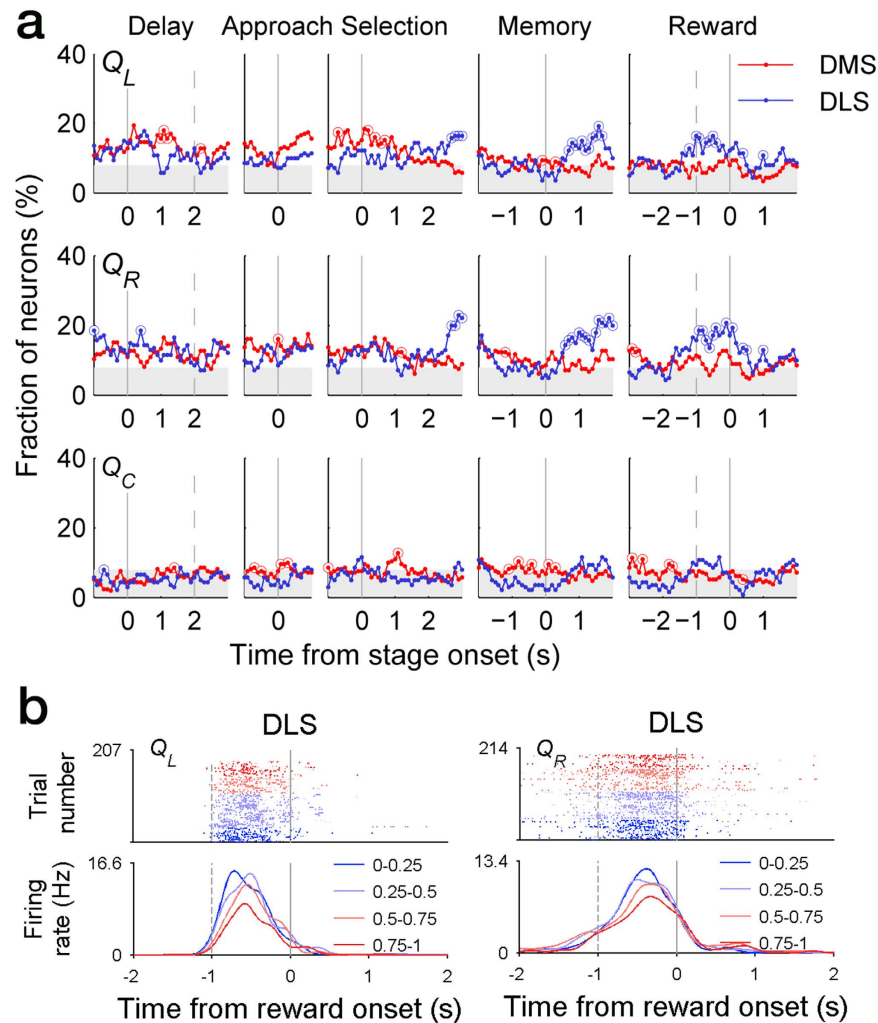 a
Delay Approach Selection Memory Reward
Q_L
DMS
DLS
40
20
0
0 1 2 0 0 1 2 −1 0 1 −2 −1 0 1
Q_R
40
20
0
0 1 2 0 0 1 2 −1 0 1 −2 −1 0 1
Q_C
40
20
0
0 1 2 0 0 1 2 −1 0 1 −2 −1 0 1
Fraction of neurons (%)
Time from stage onset (s)
b
DLS
207
Q_L
Trial number
16.6
0
Firing rate (Hz)
0-0.25
0.25-0.5
0.5-0.75
0.75-1
-2 -1 0 1 2
Time from reward onset (s)
DLS
214
Q_R
13.4
0
0-0.25
0.25-0.5
0.5-0.75
0.75-1
-2 -1 0 1 2
Time from reward onset (s)